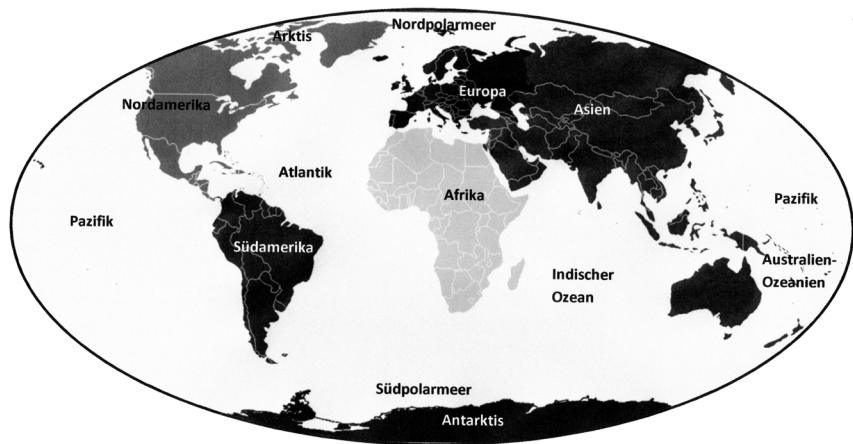 Nordpolarmeer
Arktis
Europa
Nordamerika
Asien
Atlantik
Afrika
Pazifik
Pazifik
Südamerika
Australien-
Ozeanien
Indischer
Ozean
Südpolarmeer
Antarktis